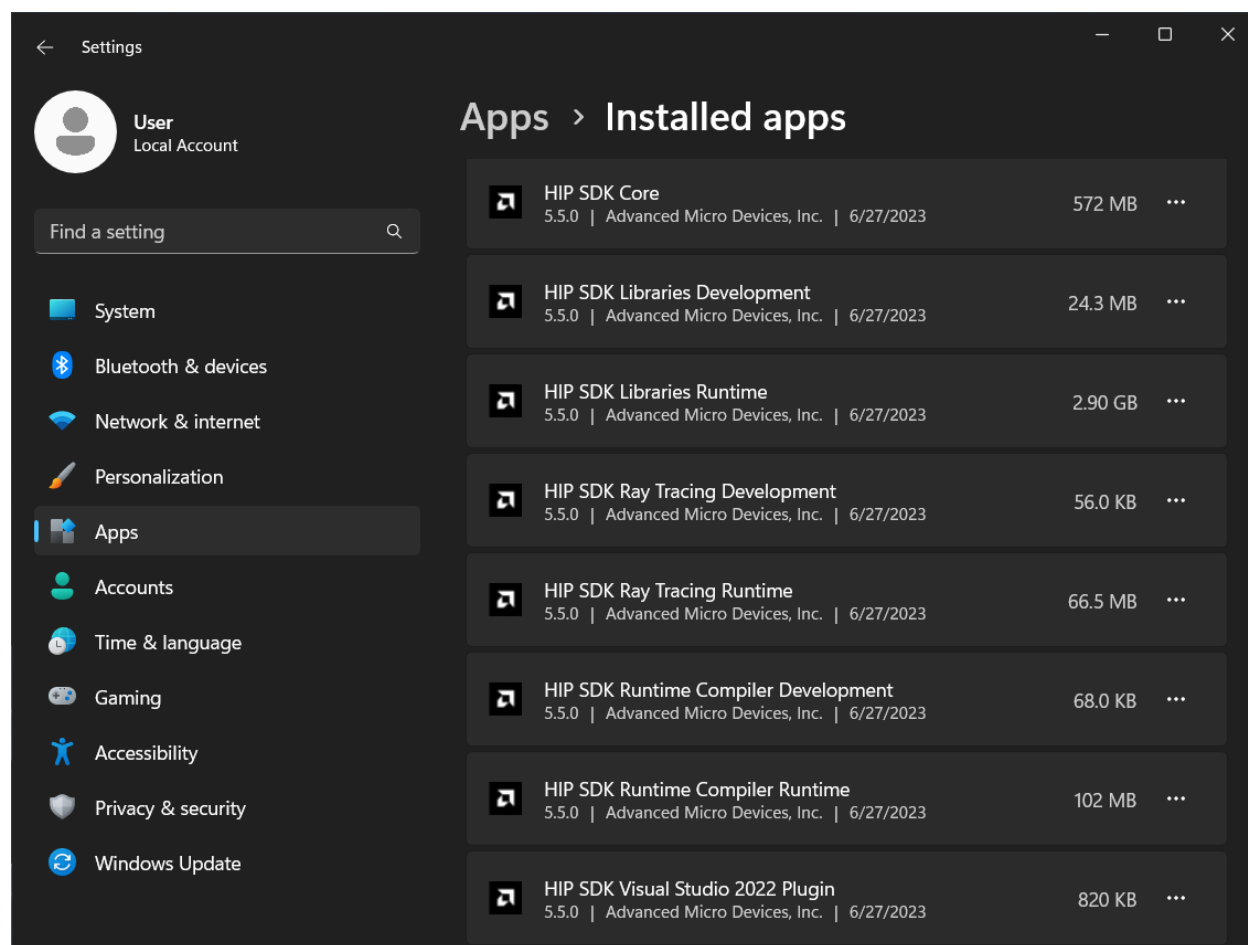 Settings
User
Local Account
Find a setting
System
Bluetooth & devices
Network & internet
Personalization
Apps
Accounts
Time & language
Gaming
Accessibility
Privacy & security
Windows Update
Apps > Installed apps
HIP SDK Core
5.5.0 | Advanced Micro Devices, Inc. | 6/27/2023
572 MB
HIP SDK Libraries Development
5.5.0 | Advanced Micro Devices, Inc. | 6/27/2023
24.3 MB
HIP SDK Libraries Runtime
5.5.0 | Advanced Micro Devices, Inc. | 6/27/2023
2.90 GB
HIP SDK Ray Tracing Development
5.5.0 | Advanced Micro Devices, Inc. | 6/27/2023
56.0 KB
HIP SDK Ray Tracing Runtime
5.5.0 | Advanced Micro Devices, Inc. | 6/27/2023
66.5 MB
HIP SDK Runtime Compiler Development
5.5.0 | Advanced Micro Devices, Inc. | 6/27/2023
68.0 KB
HIP SDK Runtime Compiler Runtime
5.5.0 | Advanced Micro Devices, Inc. | 6/27/2023
102 MB
HIP SDK Visual Studio 2022 Plugin
5.5.0 | Advanced Micro Devices, Inc. | 6/27/2023
820 KB